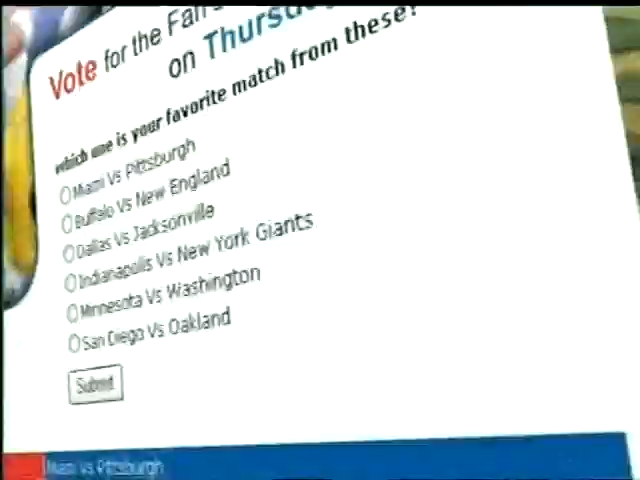 Vote for the Fan
on Thursday
which one is your favorite match from these?
Miami Vs Pittsburgh
Buffalo Vs New England
Dallas Vs Jacksonville
Indianapolis Vs New York Giants
Minnesota Vs Washington
San Diego Vs Oakland
Submit
Miami Vs Pittsburgh